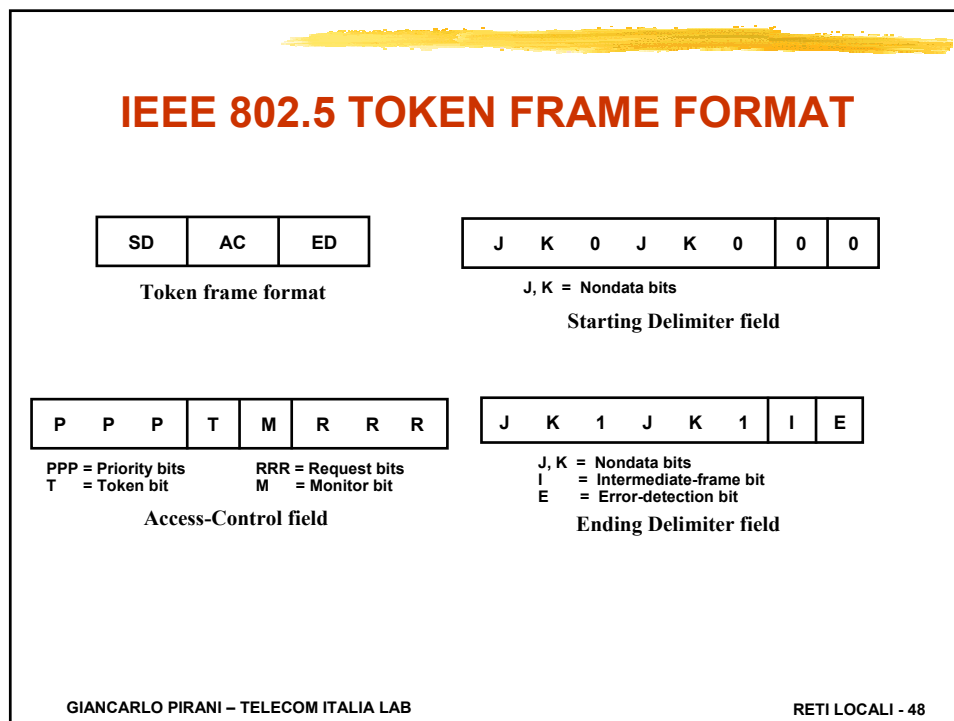 IEEE 802.5 TOKEN FRAME FORMAT
SD AC ED
Token frame format
J K 0 J K 0 0 0
J, K = Nondata bits
Starting Delimiter field
P P P T M R R R
PPP = Priority bits RRR = Request bits
T = Token bit M = Monitor bit
Access-Control field
J K 1 J K 1 I E
J, K = Nondata bits
I = Intermediate-frame bit
E = Error-detection bit
Ending Delimiter field
GIANCARLO PIRANI – TELECOM ITALIA LAB
RETI LOCALI - 48